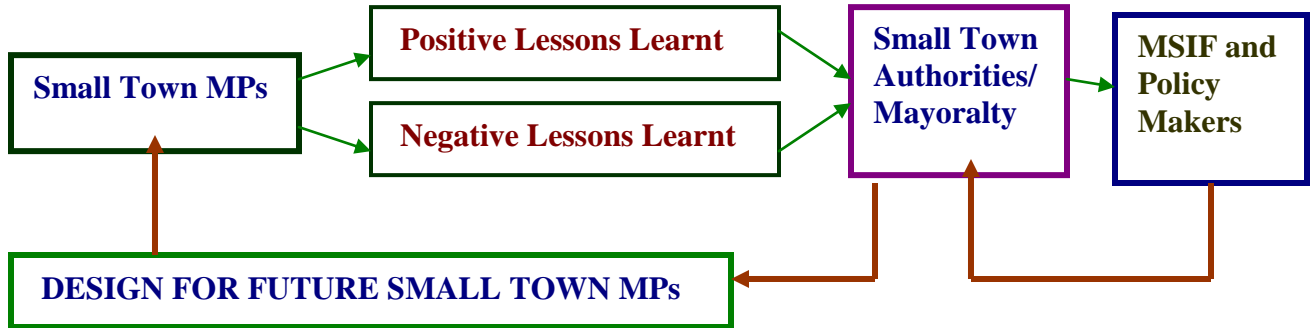 Small Town MPs
Positive Lessons Learnt
Negative Lessons Learnt
Small Town
Authorities/
Mayoralty
MSIF and
Policy
Makers
DESIGN FOR FUTURE SMALL TOWN MPs